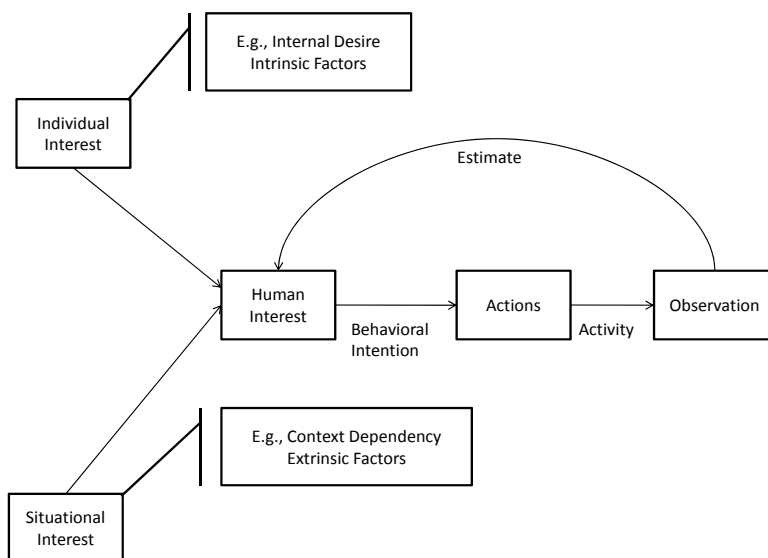 E.g., Internal Desire
Intrinsic Factors
Individual
Interest
Estimate
Human
Interest
Behavioral
Intention
Actions
Activity
Observation
E.g., Context Dependency
Extrinsic Factors
Situational
Interest